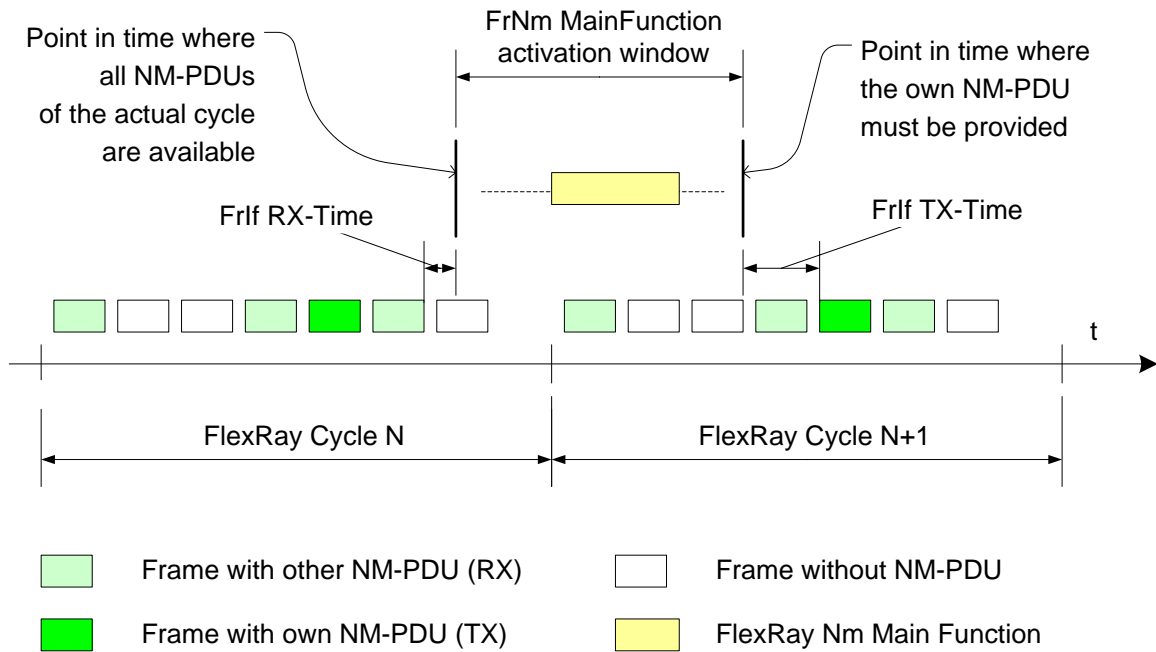 Point in time where
all NM-PDUs
of the actual cycle
are available
FrNm MainFunction
activation window
Point in time where
the own NM-PDU
must be provided
FrIf RX-Time
FrIf TX-Time
t
FlexRay Cycle N
FlexRay Cycle N+1
Frame with other NM-PDU (RX)
Frame without NM-PDU
Frame with own NM-PDU (TX)
FlexRay Nm Main Function